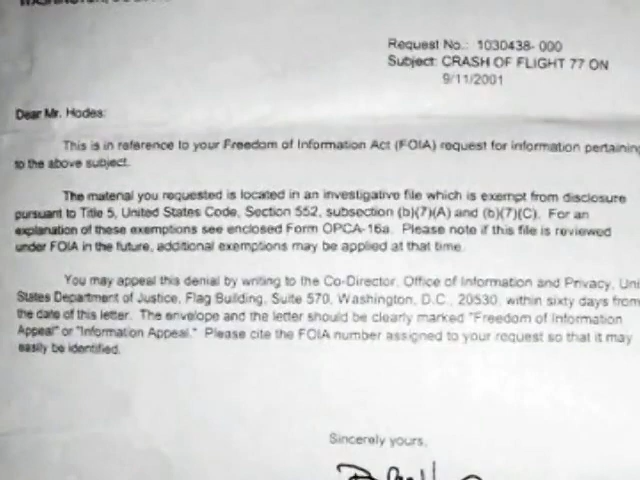 Request No.: 1030438- 000
Subject: CRASH OF FLIGHT 77 ON
9/11/2001
Dear Mr. Hodes:
This is in reference to your Freedom of Information Act (FOIA) request for information pertaining
to the above subject.
The material you requested is located in an investigative file which is exempt from disclosure
pursuant to Title 5, United States Code, Section 552, subsection (b)(7)(A) and (b)(7)(C). For an
explanation of these exemptions see enclosed Form OPCA-16a. Please note if this file is reviewed
under FOIA in the future, additional exemptions may be applied at that time.
You may appeal this denial by writing to the Co-Director, Office of Information and Privacy, Uni
States Department of Justice, Flag Building, Suite 570, Washington, D.C., 20530, within sixty days from
the date of this letter. The envelope and the letter should be clearly marked "Freedom of Information
Appeal" or "Information Appeal." Please cite the FOIA number assigned to your request so that it may
easily be identified.
Sincerely yours,